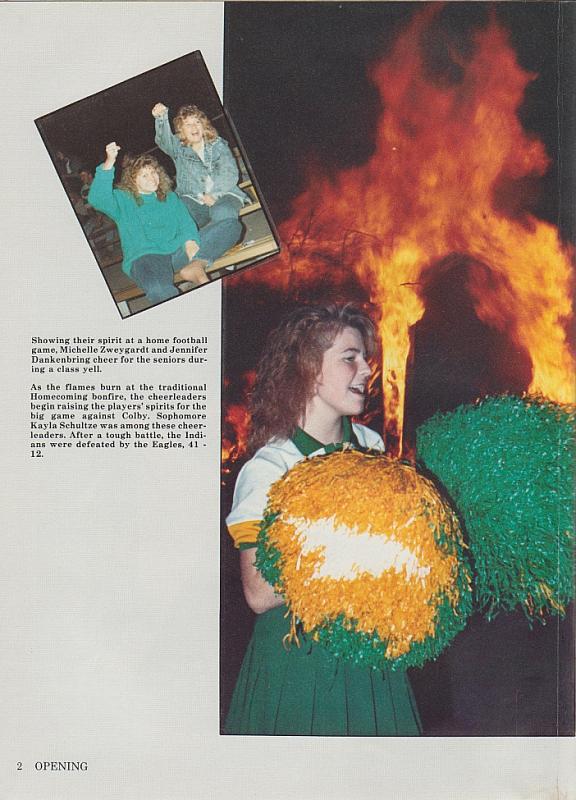 Showing their spirit at a home football
game, Michelle Zweygardt and Jennifer
Dankenbring cheer for the seniors dur-
ing a class yell.
As the flames burn at the traditional
Homecoming bonfire, the cheerleaders
begin raising the players' spirits for the
big game against Colby. Sophomore
Kayla Schultze was among these cheer-
leaders. After a tough battle, the Indi-
ans were defeated by the Eagles, 41 -
12.
2 OPENING